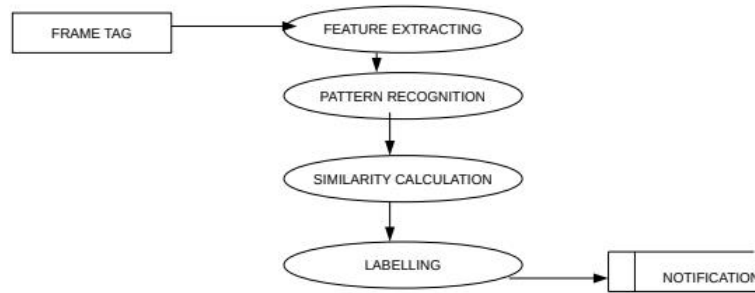 FRAME TAG
FEATURE EXTRACTING
PATTERN RECOGNITION
SIMILARITY CALCULATION
LABELLING
NOTIFICATION